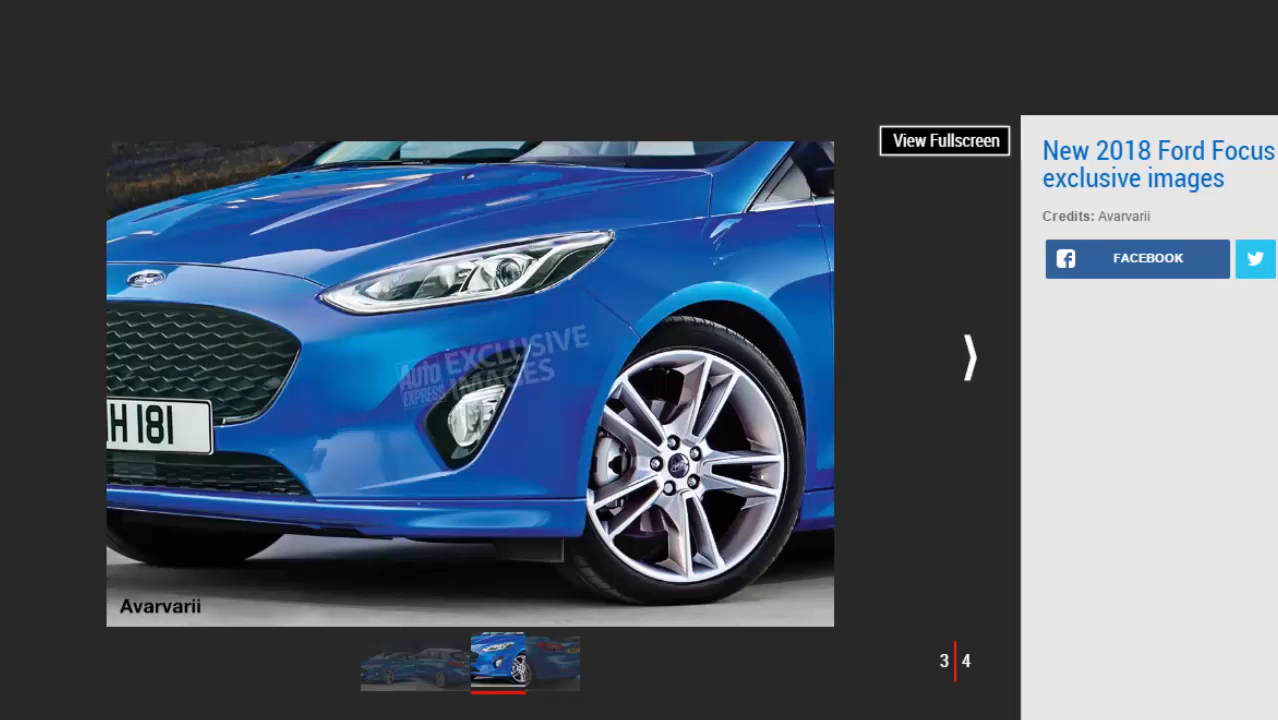 View Fullscreen
New 2018 Ford Focus
exclusive images
Credits: Avarvarii
FACEBOOK
Auto EXCLUSIVE
EXPRESS IMAGES
H 181
Avarvarii
3 4